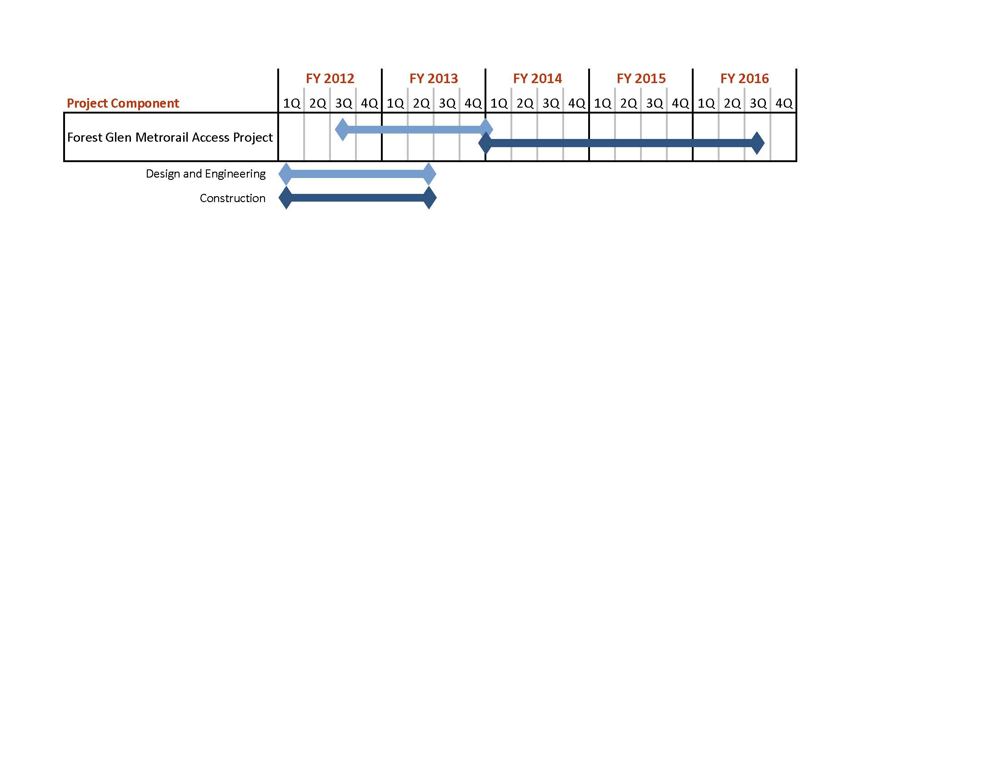 FY 2012 FY 2013 FY 2014 FY 2015 FY 2016
Project Component 1Q 2Q 3Q 4Q 1Q 2Q 3Q 4Q 1Q 2Q 3Q 4Q 1Q 2Q 3Q 4Q 1Q 2Q 3Q 4Q
Forest Glen Metrorail Access Project
Design and Engineering
Construction